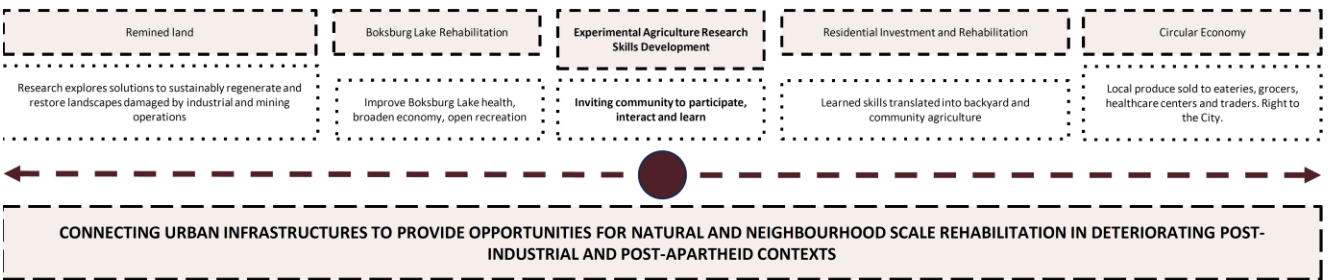 Remined land
Research explores solutions to sustainably regenerate and
restore landscapes damaged by industrial and mining
operations
Boksburg Lake Rehabilitation
Improve Boksburg Lake health,
broaden economy, open recreation
Experimental Agriculture Research
Skills Development
Inviting community to participate,
interact and learn
Residential Investment and Rehabilitation
Learned skills translated into backyard and
community agriculture
Circular Economy
Local produce sold to eateries, grocers,
healthcare centers and traders. Right to
the City.
CONNECTING URBAN INFRASTRUCTURES TO PROVIDE OPPORTUNITIES FOR NATURAL AND NEIGHBOURHOOD SCALE REHABILITATION IN DETERIORATING POST-
INDUSTRIAL AND POST-APARTHEID CONTEXTS